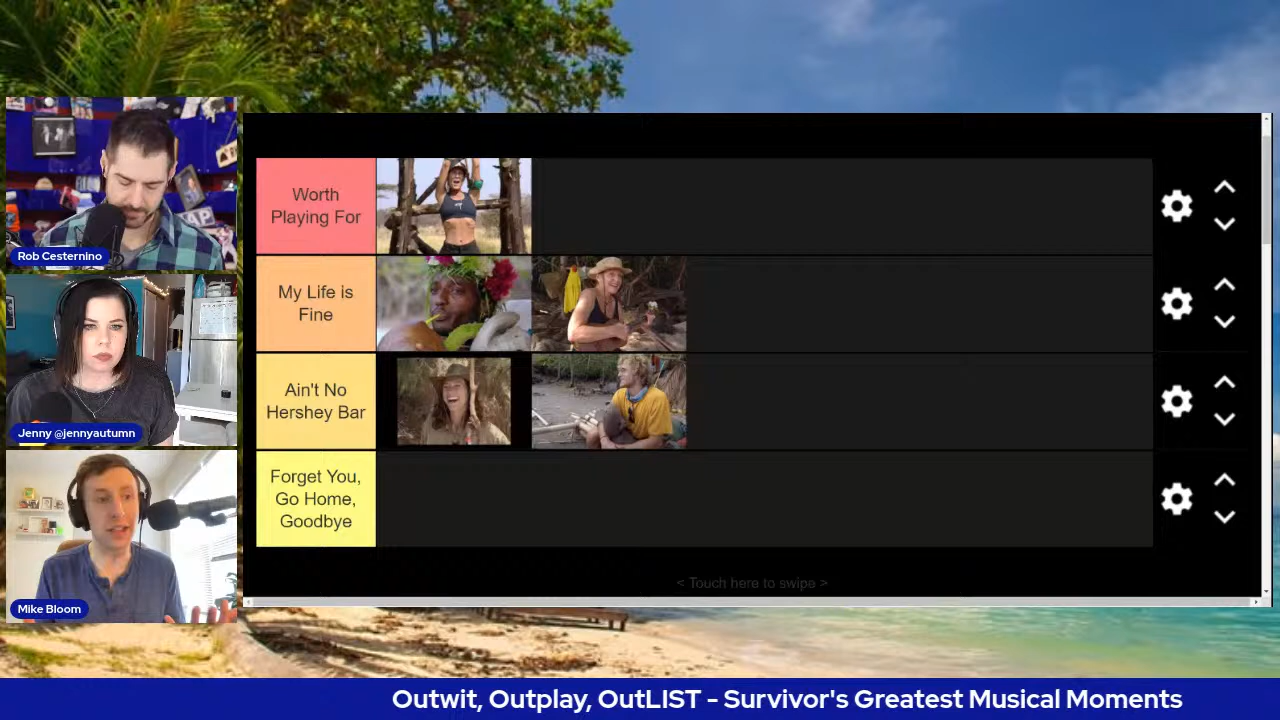 AP
Rob Cesternino
Jenny @jennyautumn
Mike Bloom
Worth
Playing For
My Life is
Fine
Ain't No
Hershey Bar
Forget You,
Go Home,
Goodbye
< Touch here to swipe >
Outwit, Outplay, OutLIST - Survivor's Greatest Musical Moments